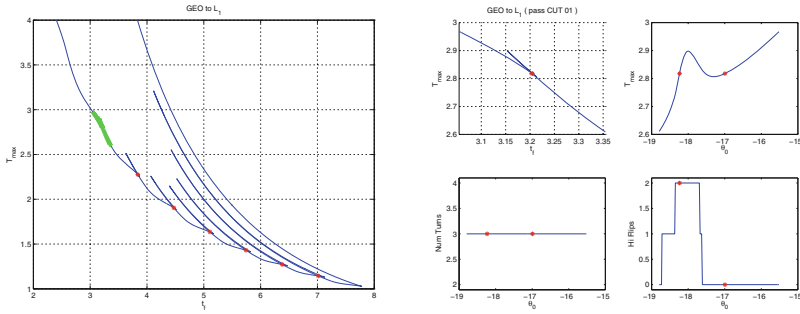 GEO to L1
4
3.5
3
2.5
2
1.5
1
Tmax
2 3 4 5 6 7 8
tf
GEO to L1 ( pass CUT 01 )
3
2.9
2.8
2.7
2.6
Tmax
3.1 3.15 3.2 3.25 3.3 3.35
tf
3
2.9
2.8
2.7
2.6
Tmax
−19 −18 −17 −16 −15
θ0
4
3.5
3
2.5
2
Num Turns
−19 −18 −17 −16 −15
θ0
2
1.5
1
0.5
0
Hi Flips
−19 −18 −17 −16 −15
θ0